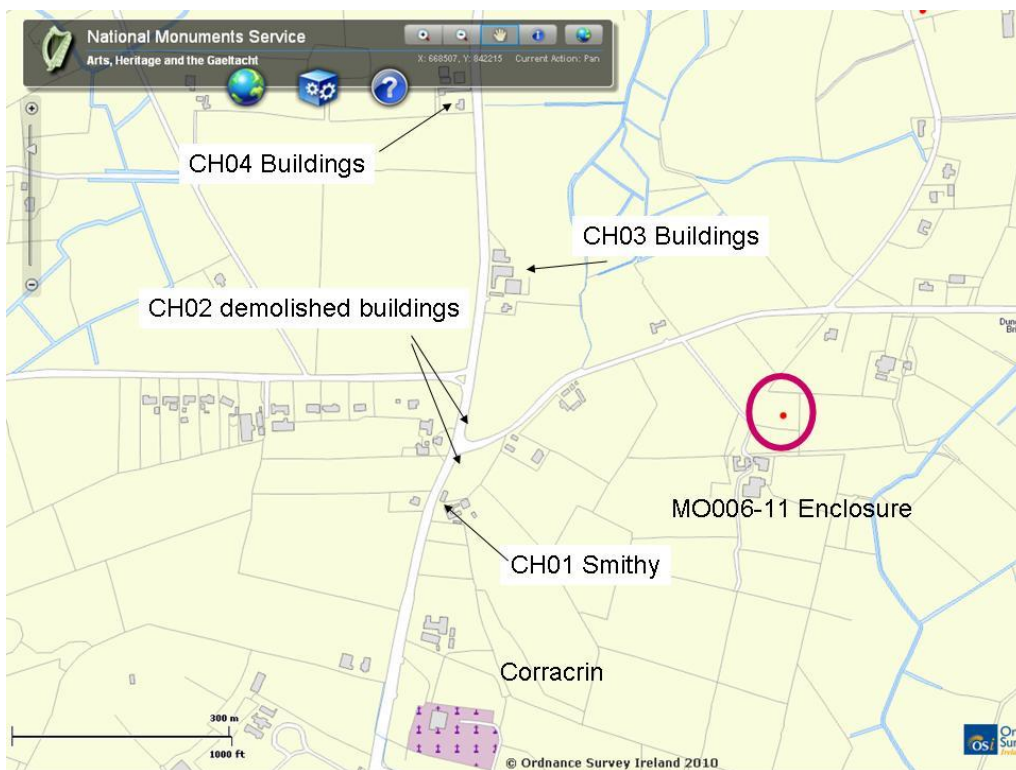 National Monuments Service
Arts, Heritage and the Gaeltacht
X: 668507, Y: 842215 Current Action: Pan
CH04 Buildings
CH03 Buildings
CH02 demolished buildings
MO006-11 Enclosure
CH01 Smithy
Corracrin
300 m
1000 ft
© Ordnance Survey Ireland 2010
osi